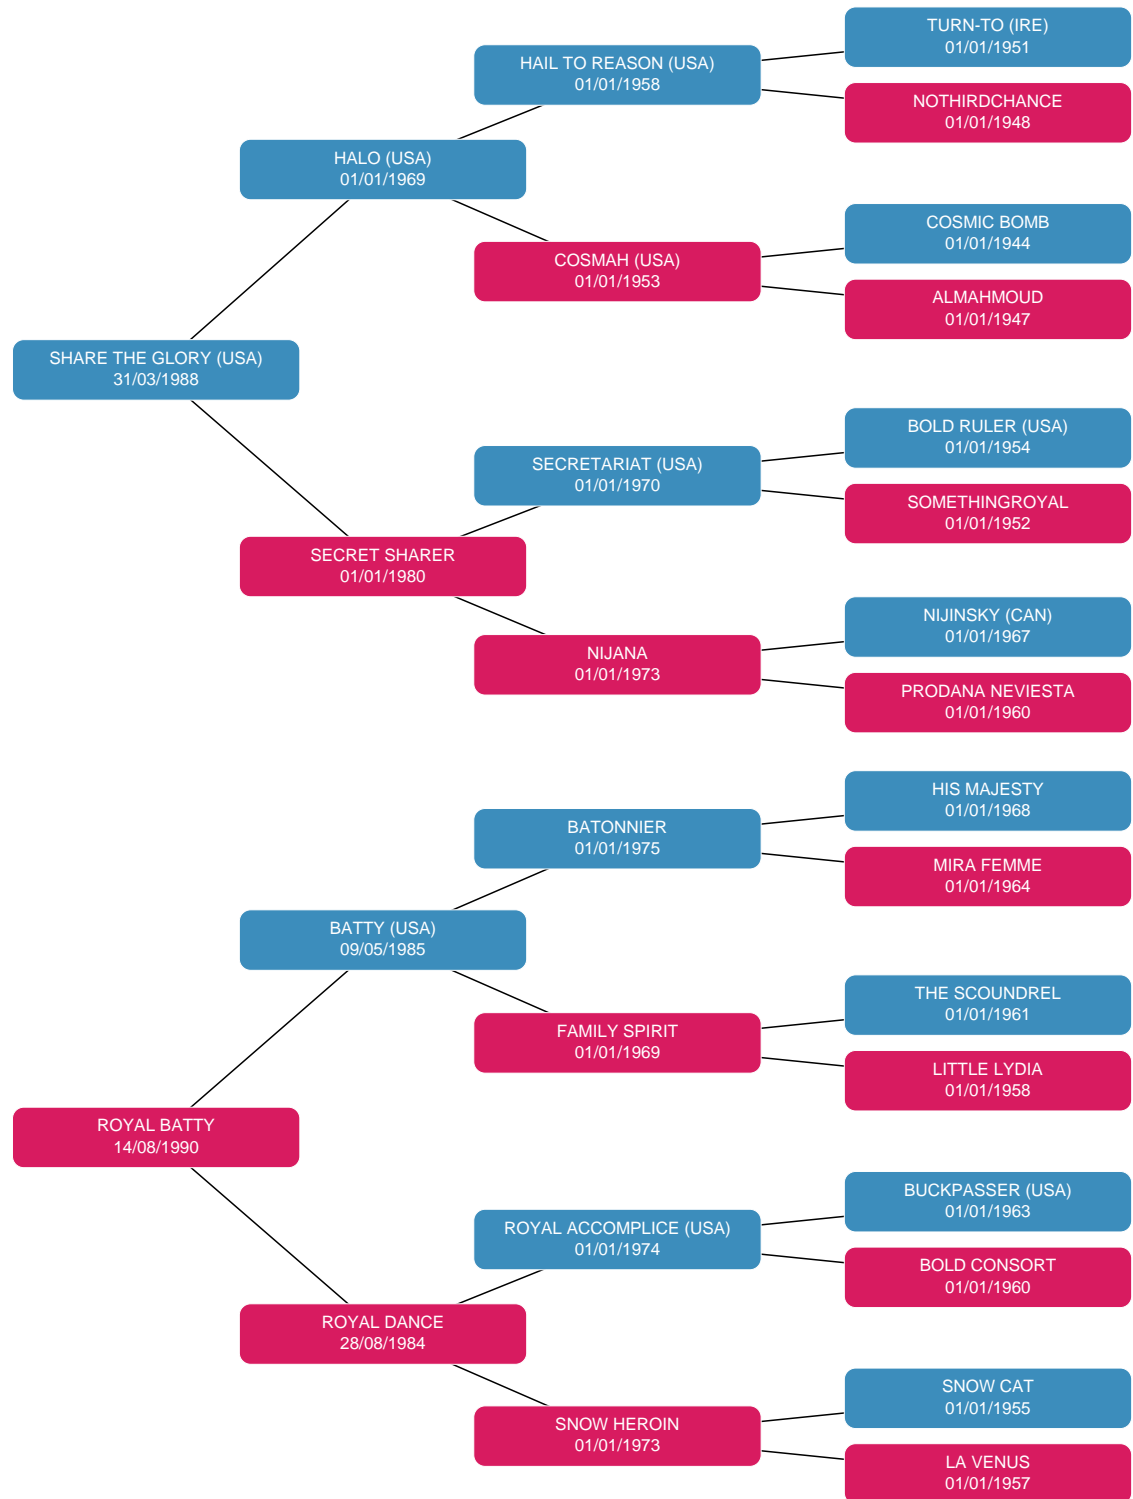 TURN-TO (IRE)
01/01/1951
HAIL TO REASON (USA)
01/01/1958
NOTHIRDCHANCE
01/01/1948
HALO (USA)
01/01/1969
COSMIC BOMB
01/01/1944
COSMAH (USA)
01/01/1953
ALMAHMOUD
01/01/1947
SHARE THE GLORY (USA)
31/03/1988
BOLD RULER (USA)
01/01/1954
SECRETARIAT (USA)
01/01/1970
SOMETHINGROYAL
01/01/1952
SECRET SHARER
01/01/1980
NIJINSKY (CAN)
01/01/1967
NIJANA
01/01/1973
PRODANA NEVIESTA
01/01/1960
HIS MAJESTY
01/01/1968
BATONNIER
01/01/1975
MIRA FEMME
01/01/1964
BATTY (USA)
09/05/1985
THE SCOUNDREL
01/01/1961
FAMILY SPIRIT
01/01/1969
LITTLE LYDIA
01/01/1958
ROYAL BATTY
14/08/1990
BUCKPASSER (USA)
01/01/1963
ROYAL ACCOMPLICE (USA)
01/01/1974
BOLD CONSORT
01/01/1960
ROYAL DANCE
28/08/1984
SNOW CAT
01/01/1955
SNOW HEROIN
01/01/1973
LA VENUS
01/01/1957